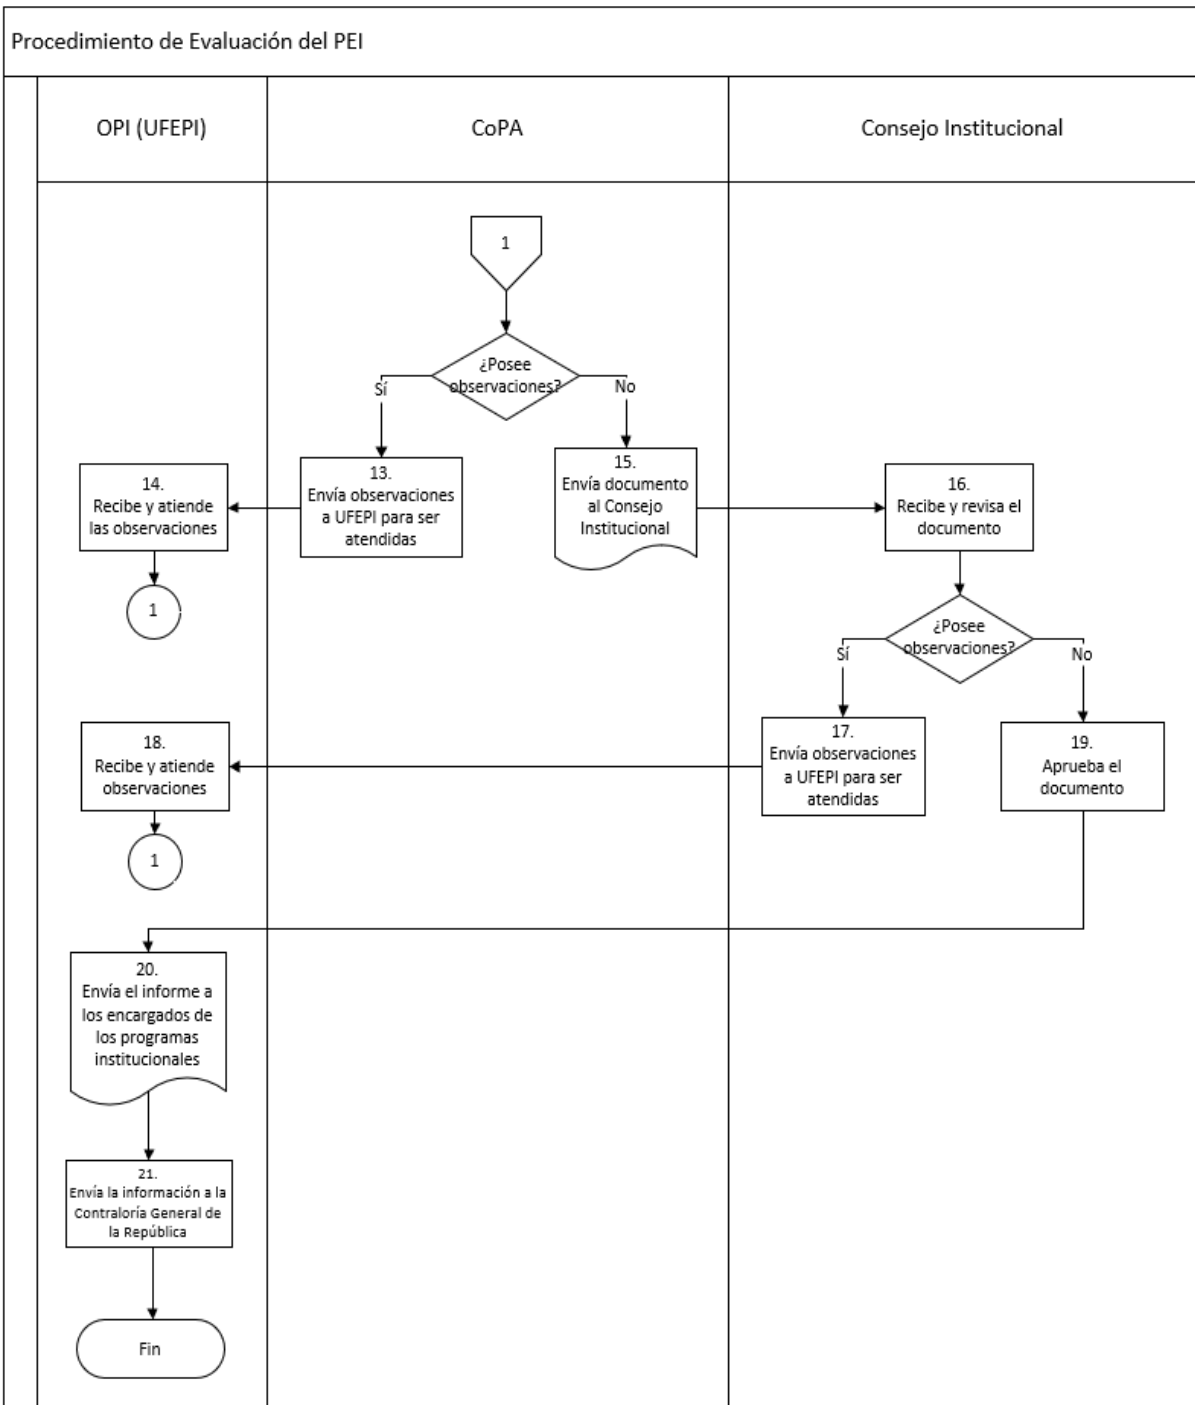 Procedimiento de Evaluación del PEI
OPI (UFEPI)
CoPA
Consejo Institucional
1
¿Posee
observaciones?
Sí
No
13.
Envía observaciones
a UFEPI para ser
atendidas
14.
Recibe y atiende
las observaciones
1
15.
Envía documento
al Consejo
Institucional
16.
Recibe y revisa el
documento
¿Posee
observaciones?
Sí
No
17.
Envía observaciones
a UFEPI para ser
atendidas
18.
Recibe y atiende
observaciones
1
19.
Aprueba el
documento
20.
Envía el informe a
los encargados de
los programas
institucionales
21.
Envía la información a la
Contraloría General de
la República
Fin